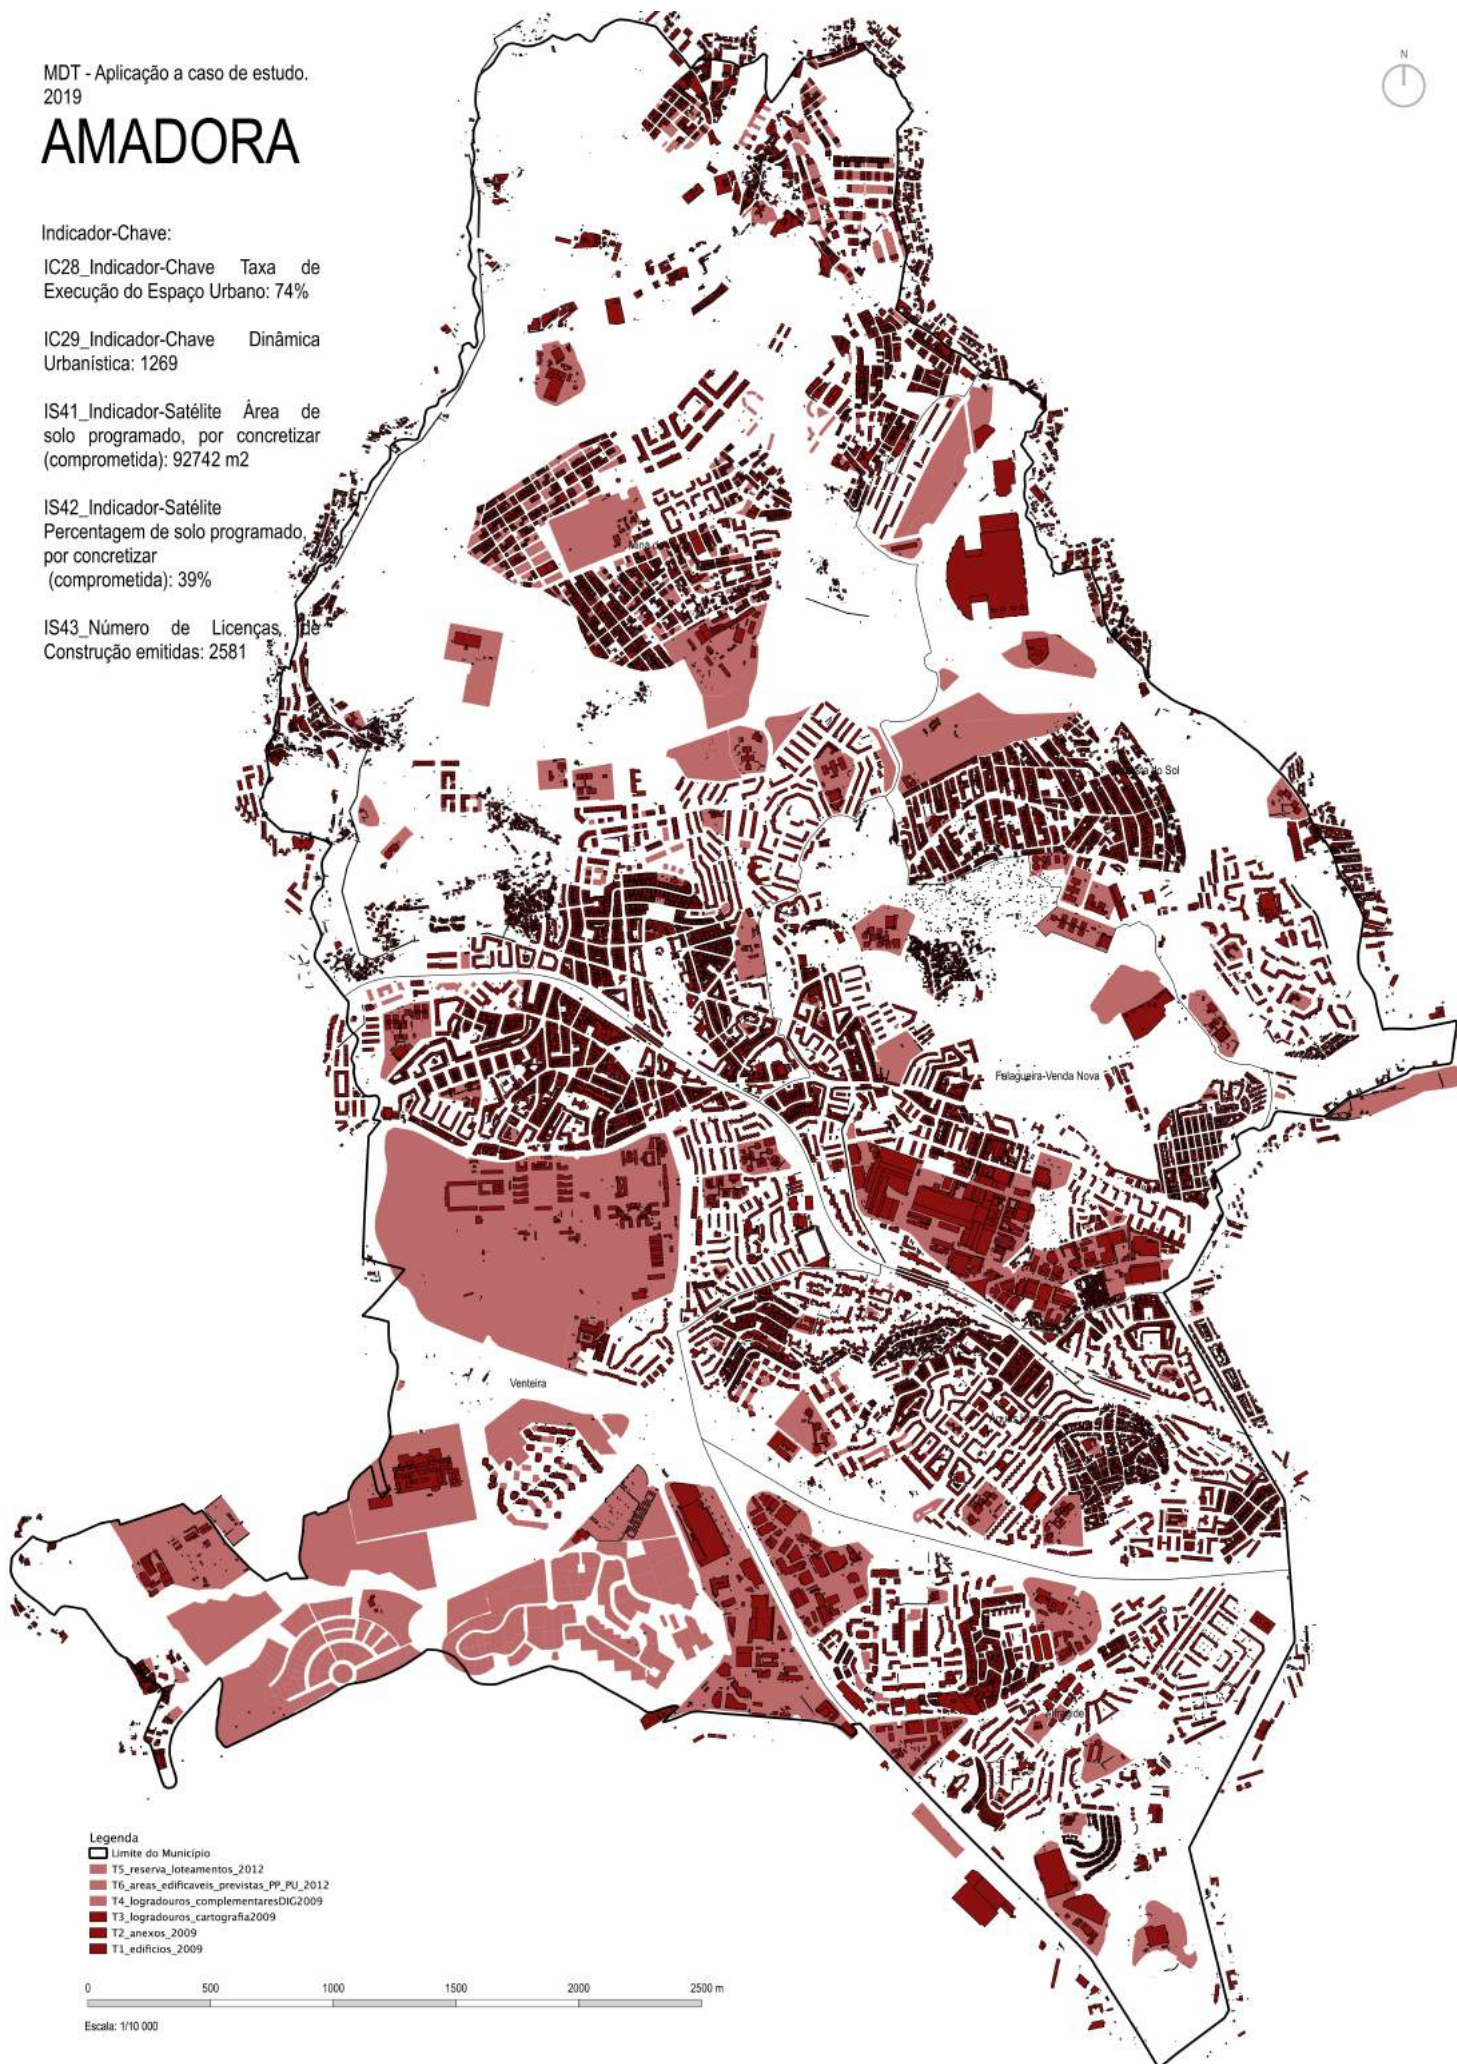 MDT - Aplicação a caso de estudo.
2019
AMADORA
N
Indicador-Chave:
IC28_Indicador-Chave Taxa de
Execução do Espaço Urbano: 74%
IC29_Indicador-Chave Dinâmica
Urbanística: 1269
IS41_Indicador-Satélite Área de
solo programado, por concretizar
(comprometida): 92742 m2
IS42_Indicador-Satélite
Percentagem de solo programado,
por concretizar
(comprometida): 39%
IS43_Número de Licenças de
Construção emitidas: 2581
do Sol
Falagueira-Venda Nova
Venteira
Legenda
Limite do Município
T5_reserva_loteamentos_2012
T6_areas_edificaveis_previstas_PP_PU_2012
T4_logradouros_complementaresDIG2009
T3_logradouros_cartografia2009
T2_anexos_2009
T1_edificios_2009
0 500 1000 1500 2000 2500 m
Escala: 1/10 000